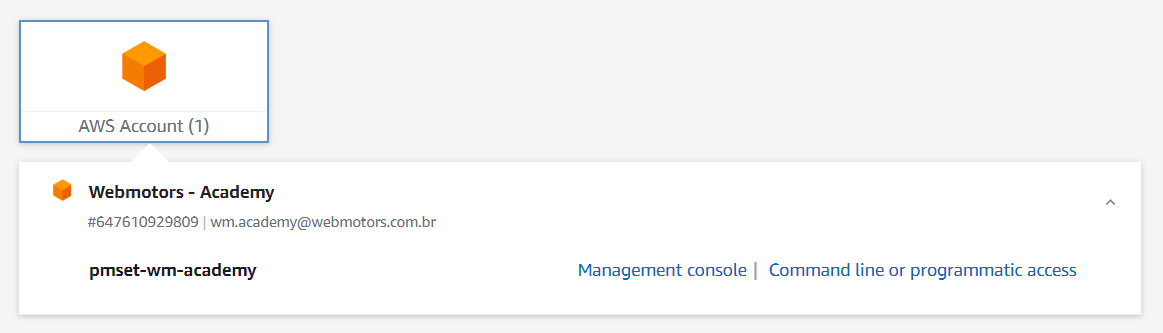 AWS Account (1)
Webmotors - Academy
#647610929809 | wm.academy@webmotors.com.br
pmset-wm-academy Management console | Command line or programmatic access